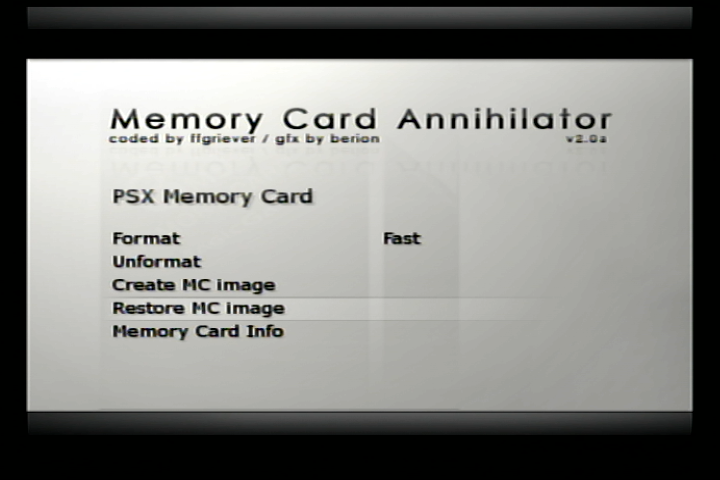 Memory Card Annihilator
coded by ffgriever / gfx by berion v2.0a
PSX Memory Card
Format Fast
Unformat
Create MC image
Restore MC image
Memory Card Info